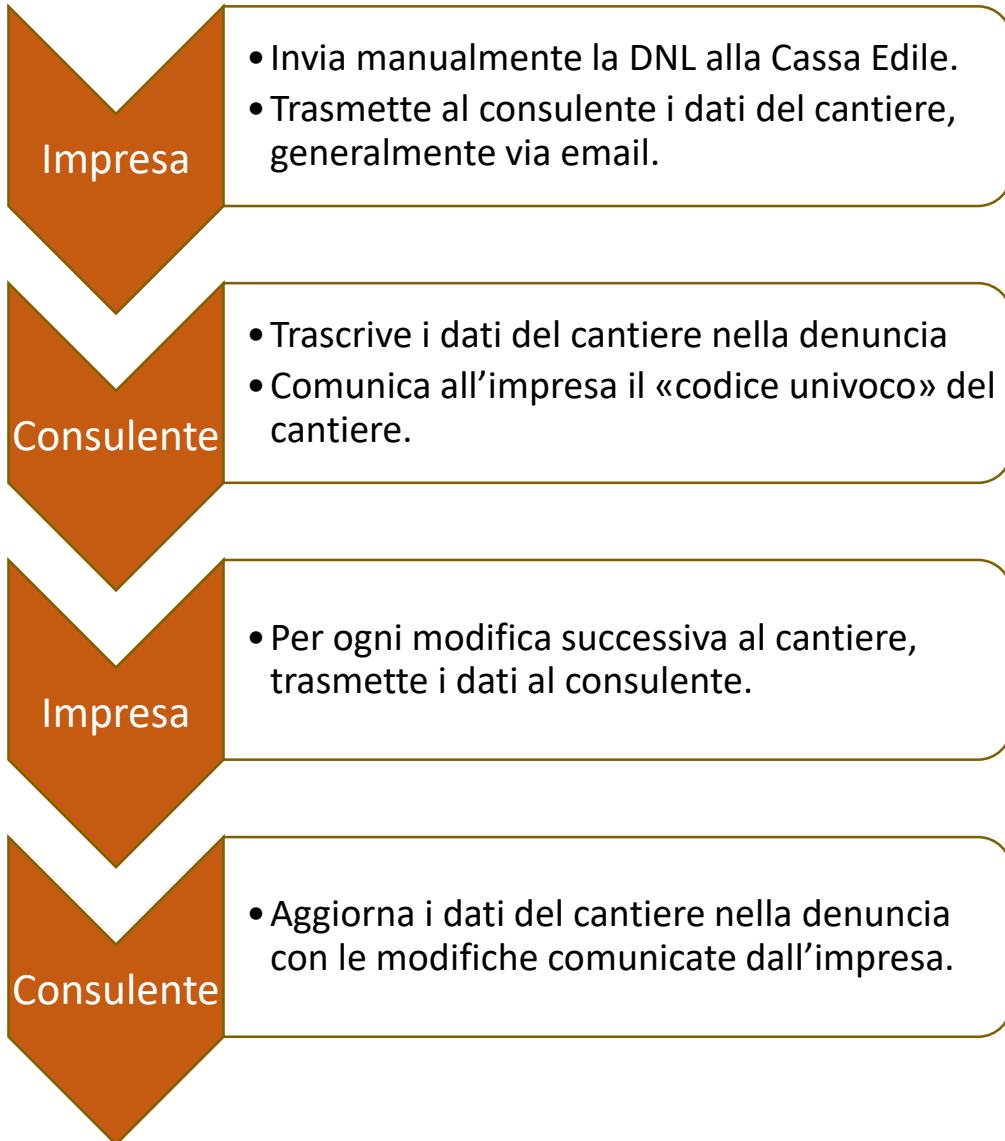 Impresa
• Invia manualmente la DNL alla Cassa Edile.
• Trasmette al consulente i dati del cantiere,
generalmente via email.
Consulente
• Trascrive i dati del cantiere nella denuncia
• Comunica all’impresa il «codice univoco» del
cantiere.
Impresa
• Per ogni modifica successiva al cantiere,
trasmette i dati al consulente.
Consulente
• Aggiorna i dati del cantiere nella denuncia
con le modifiche comunicate dall’impresa.